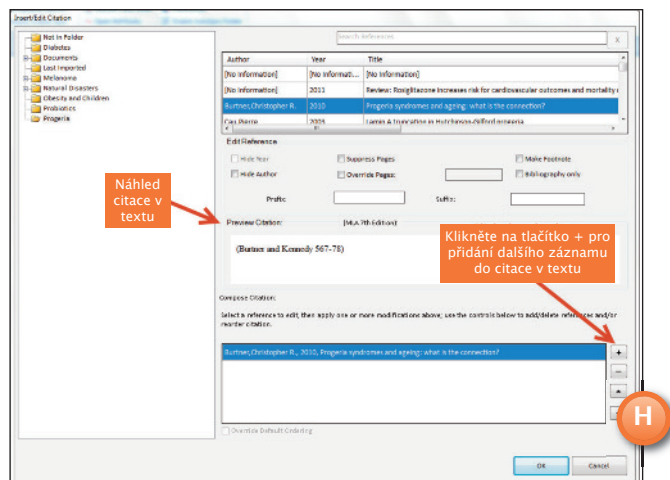 Insert/Edit Citation
Not In Folder
Diabetes
Documents
Last Imported
Melanoma
Natural Disasters
Obesity and Children
Probiotics
Progeria
Search References
x
Author Year Title
[No Information] [No Informati... [No Information]
[No Information] 2011 Review: Rosiglitazone increases risk for cardiovascular outcomes and mortality
Burtner,Christopher R. 2010 Progeria syndromes and ageing: what is the connection?
Cau,Pierre 2003 Lamin A truncation in Hutchinson-Gilford progeria
Edit Reference
Hide Year Suppress Pages Make Footnote
Hide Author Override Pages: Bibliography only
Prefix: Suffix:
Náhled
citace v
textu
Preview Citation: (MLA 7th Edition)
Klikněte na tlačítko + pro
přidání dalšího záznamu
do citace v textu
(Burtner and Kennedy 567-78)
Compose Citation:
Select a reference to edit, then apply one or more modifications above; use the controls below to add/delete references and/or
reorder citation.
Burtner,Christopher R., 2010, Progeria syndromes and ageing: what is the connection?
+
−
H
Override Default Ordering
OK Cancel